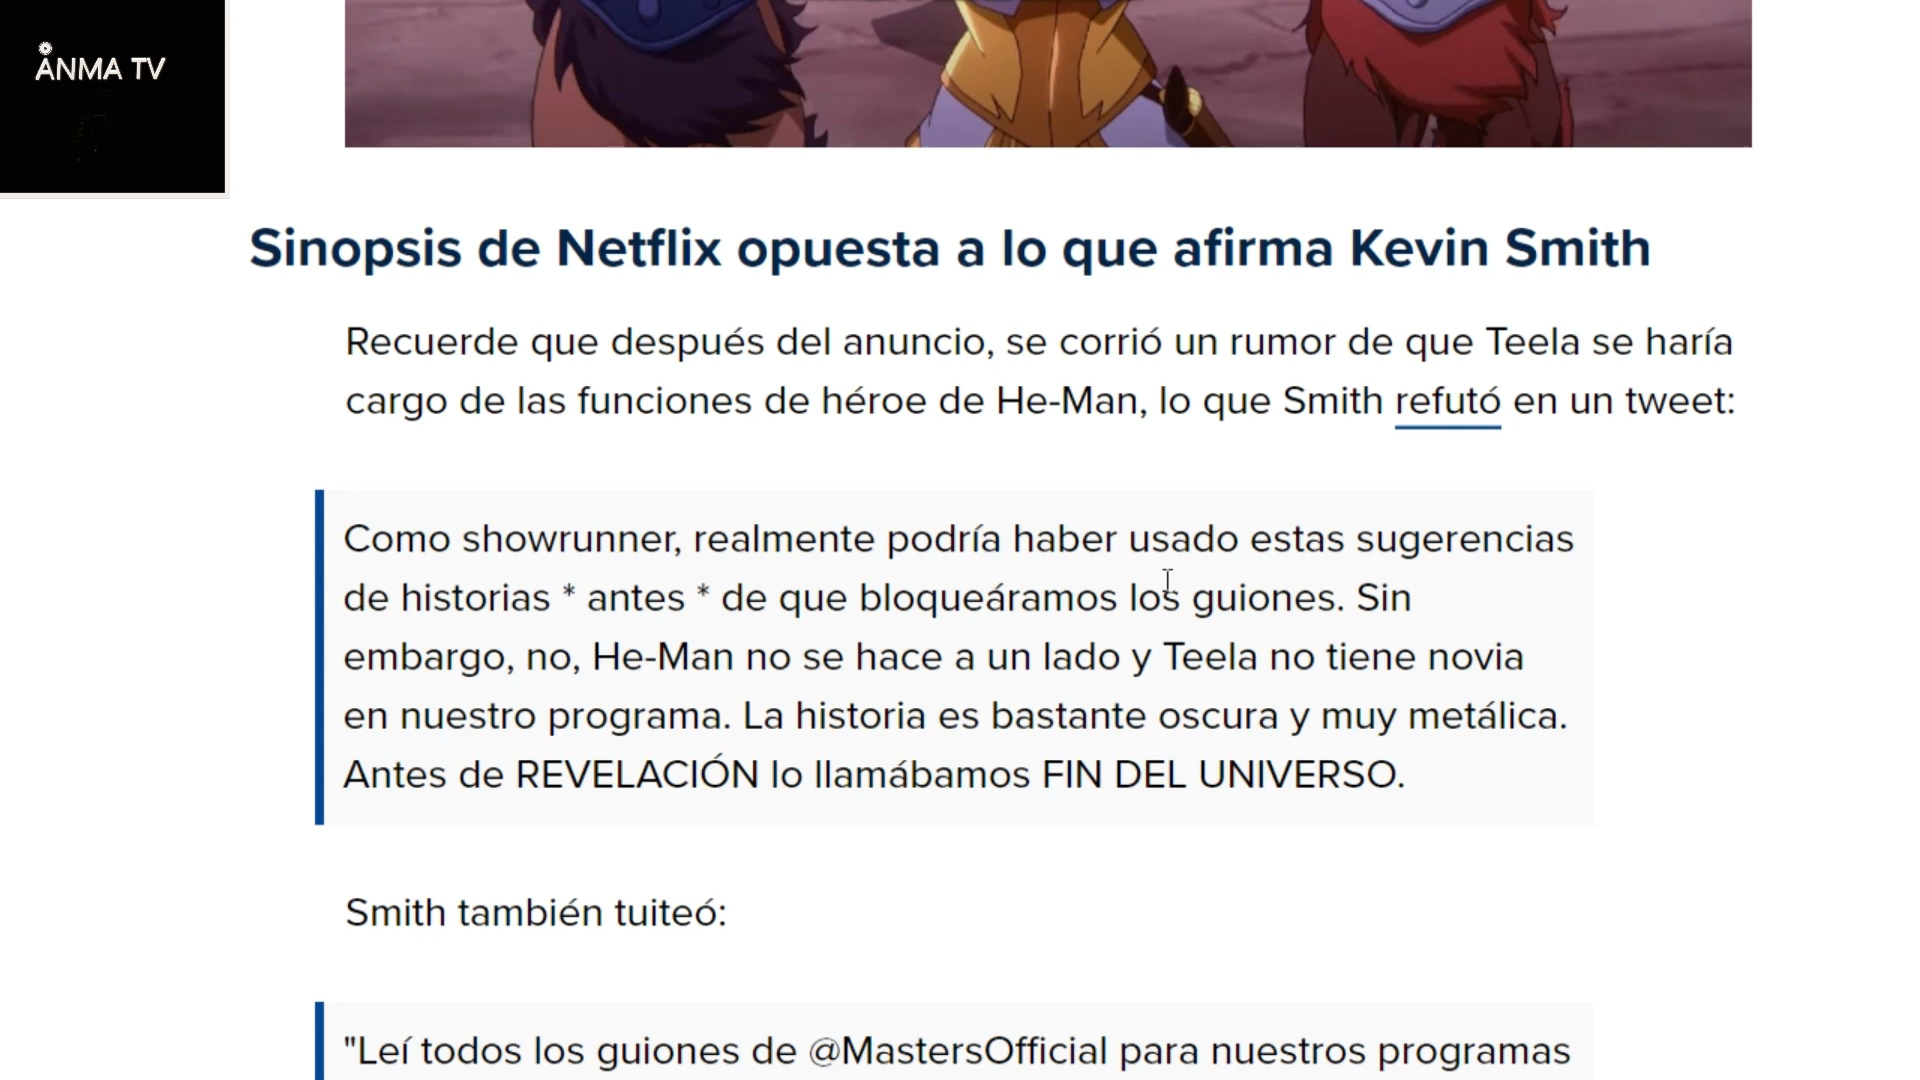 ANMA TV
Sinopsis de Netflix opuesta a lo que afirma Kevin Smith
Recuerde que después del anuncio, se corrió un rumor de que Teela se haría
cargo de las funciones de héroe de He-Man, lo que Smith refutó en un tweet:
Como showrunner, realmente podría haber usado estas sugerencias
de historias * antes * de que bloqueáramos los guiones. Sin
embargo, no, He-Man no se hace a un lado y Teela no tiene novia
en nuestro programa. La historia es bastante oscura y muy metálica.
Antes de REVELACIÓN lo llamábamos FIN DEL UNIVERSO.
Smith también tuiteó:
"Leí todos los guiones de @MastersOfficial para nuestros programas